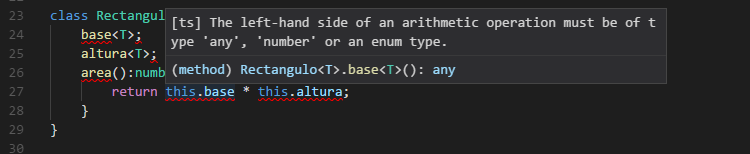 23 class Rectangul
[ts] The left-hand side of an arithmetic operation must be of t
ype 'any', 'number' or an enum type.
24 base<T>;
25 altura<T>;
(method) Rectangulo<T>.base<T>(): any
26 area():numb
27 return this.base * this.altura;
28 }
29 }
30